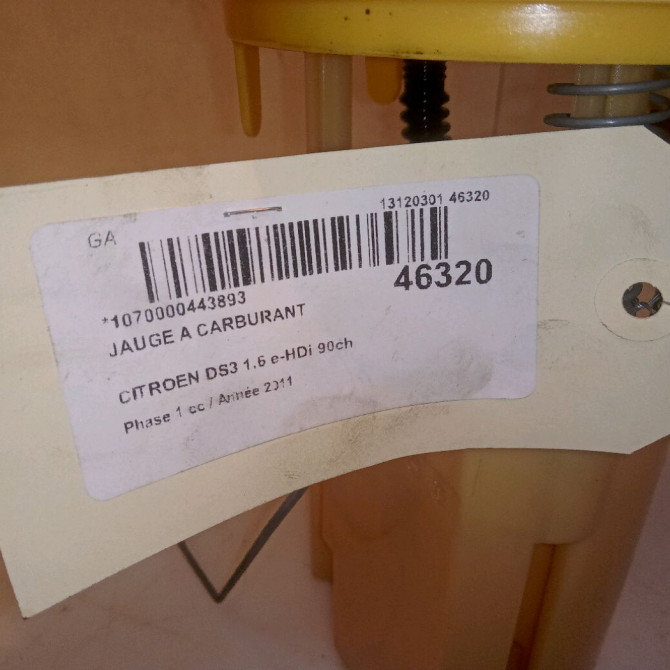 GA
13120301 46320
46320
*1070000443893
JAUGE A CARBURANT
CITROEN DS3 1.6 e-HDi 90ch
Phase 1 cc / Année 2011